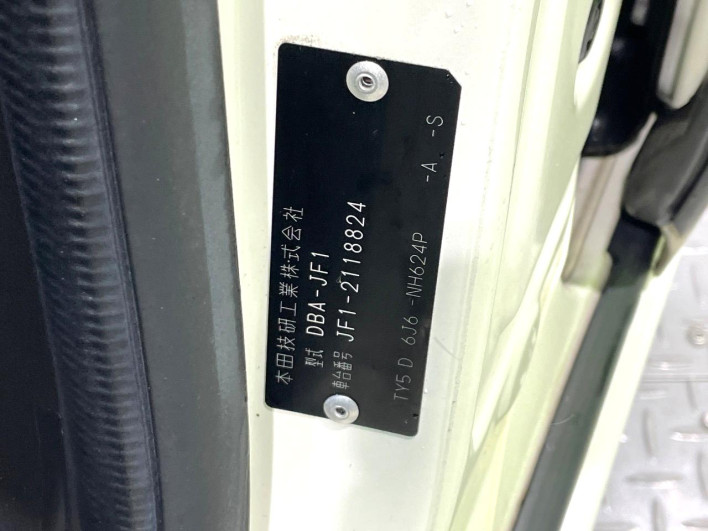 本田技研工業株式会社
型式 DBA-JF1
車台番号 JF1-2118824
TY5 D 6J6 -NH624P
-A -S